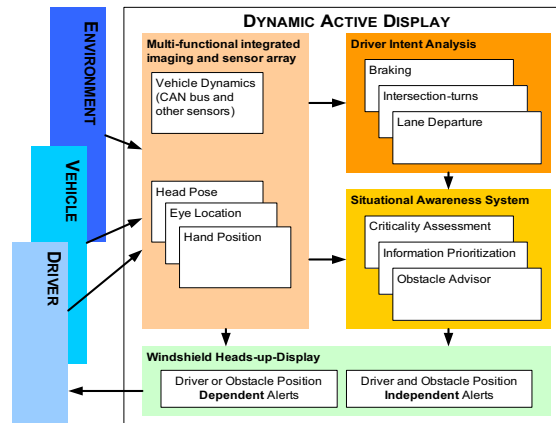 DYNAMIC ACTIVE DISPLAY
ENVIRONMENT
VEHICLE
DRIVER
Multi-functional integrated
imaging and sensor array
Vehicle Dynamics
(CAN bus and
other sensors)
Head Pose
Eye Location
Hand Position
Driver Intent Analysis
Braking
Intersection-turns
Lane Departure
Situational Awareness System
Criticality Assessment
Information Prioritization
Obstacle Advisor
Windshield Heads-up-Display
Driver or Obstacle Position
Dependent Alerts
Driver and Obstacle Position
Independent Alerts